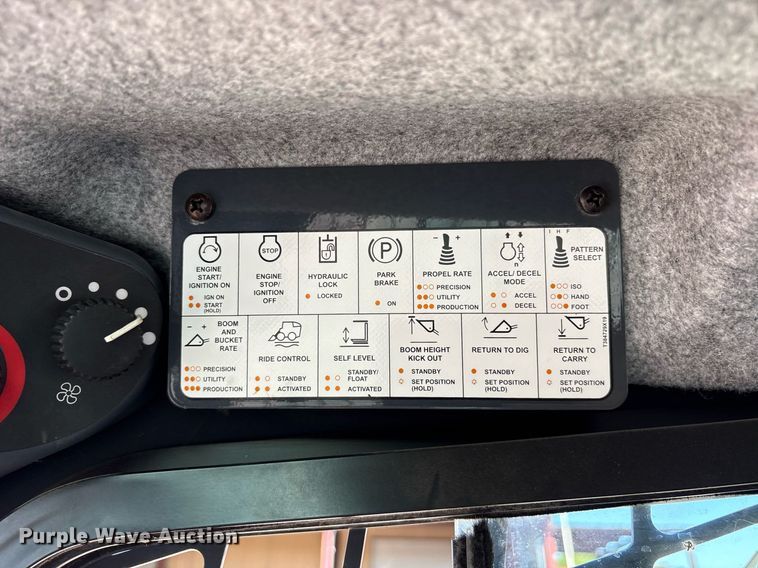 ENGINE
START/
IGNITION ON
IGN ON
START
(HOLD)
STOP
ENGINE
STOP/
IGNITION
OFF
HYDRAULIC
LOCK
LOCKED
P
PARK
BRAKE
ON
- +
PROPEL RATE
PRECISION
UTILITY
PRODUCTION
n
ACCEL/ DECEL
MODE
ACCEL
DECEL
I H F
PATTERN
SELECT
ISO
HAND
FOOT
- +
BOOM
AND
BUCKET
RATE
PRECISION
UTILITY
PRODUCTION
RIDE CONTROL
STANDBY
ACTIVATED
SELF LEVEL
STANDBY/
FLOAT
ACTIVATED
BOOM HEIGHT
KICK OUT
STANDBY
SET POSITION
(HOLD)
RETURN TO DIG
STANDBY
SET POSITION
(HOLD)
RETURN TO
CARRY
STANDBY
SET POSITION
(HOLD)
T384729X19
Purple Wave Auction